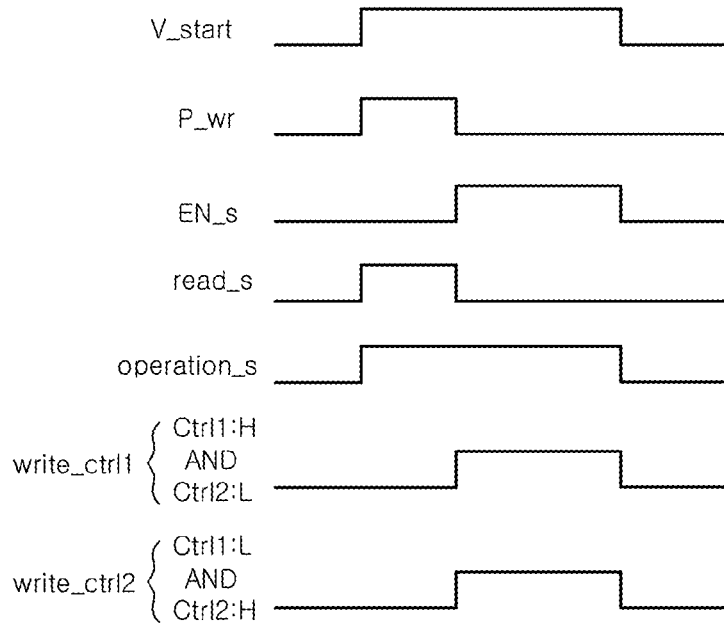 V_start
P_wr
EN_s
read_s
operation_s
write_ctrl1
Ctrl1:H
AND
Ctrl2:L
write_ctrl2
Ctrl1:L
AND
Ctrl2:H